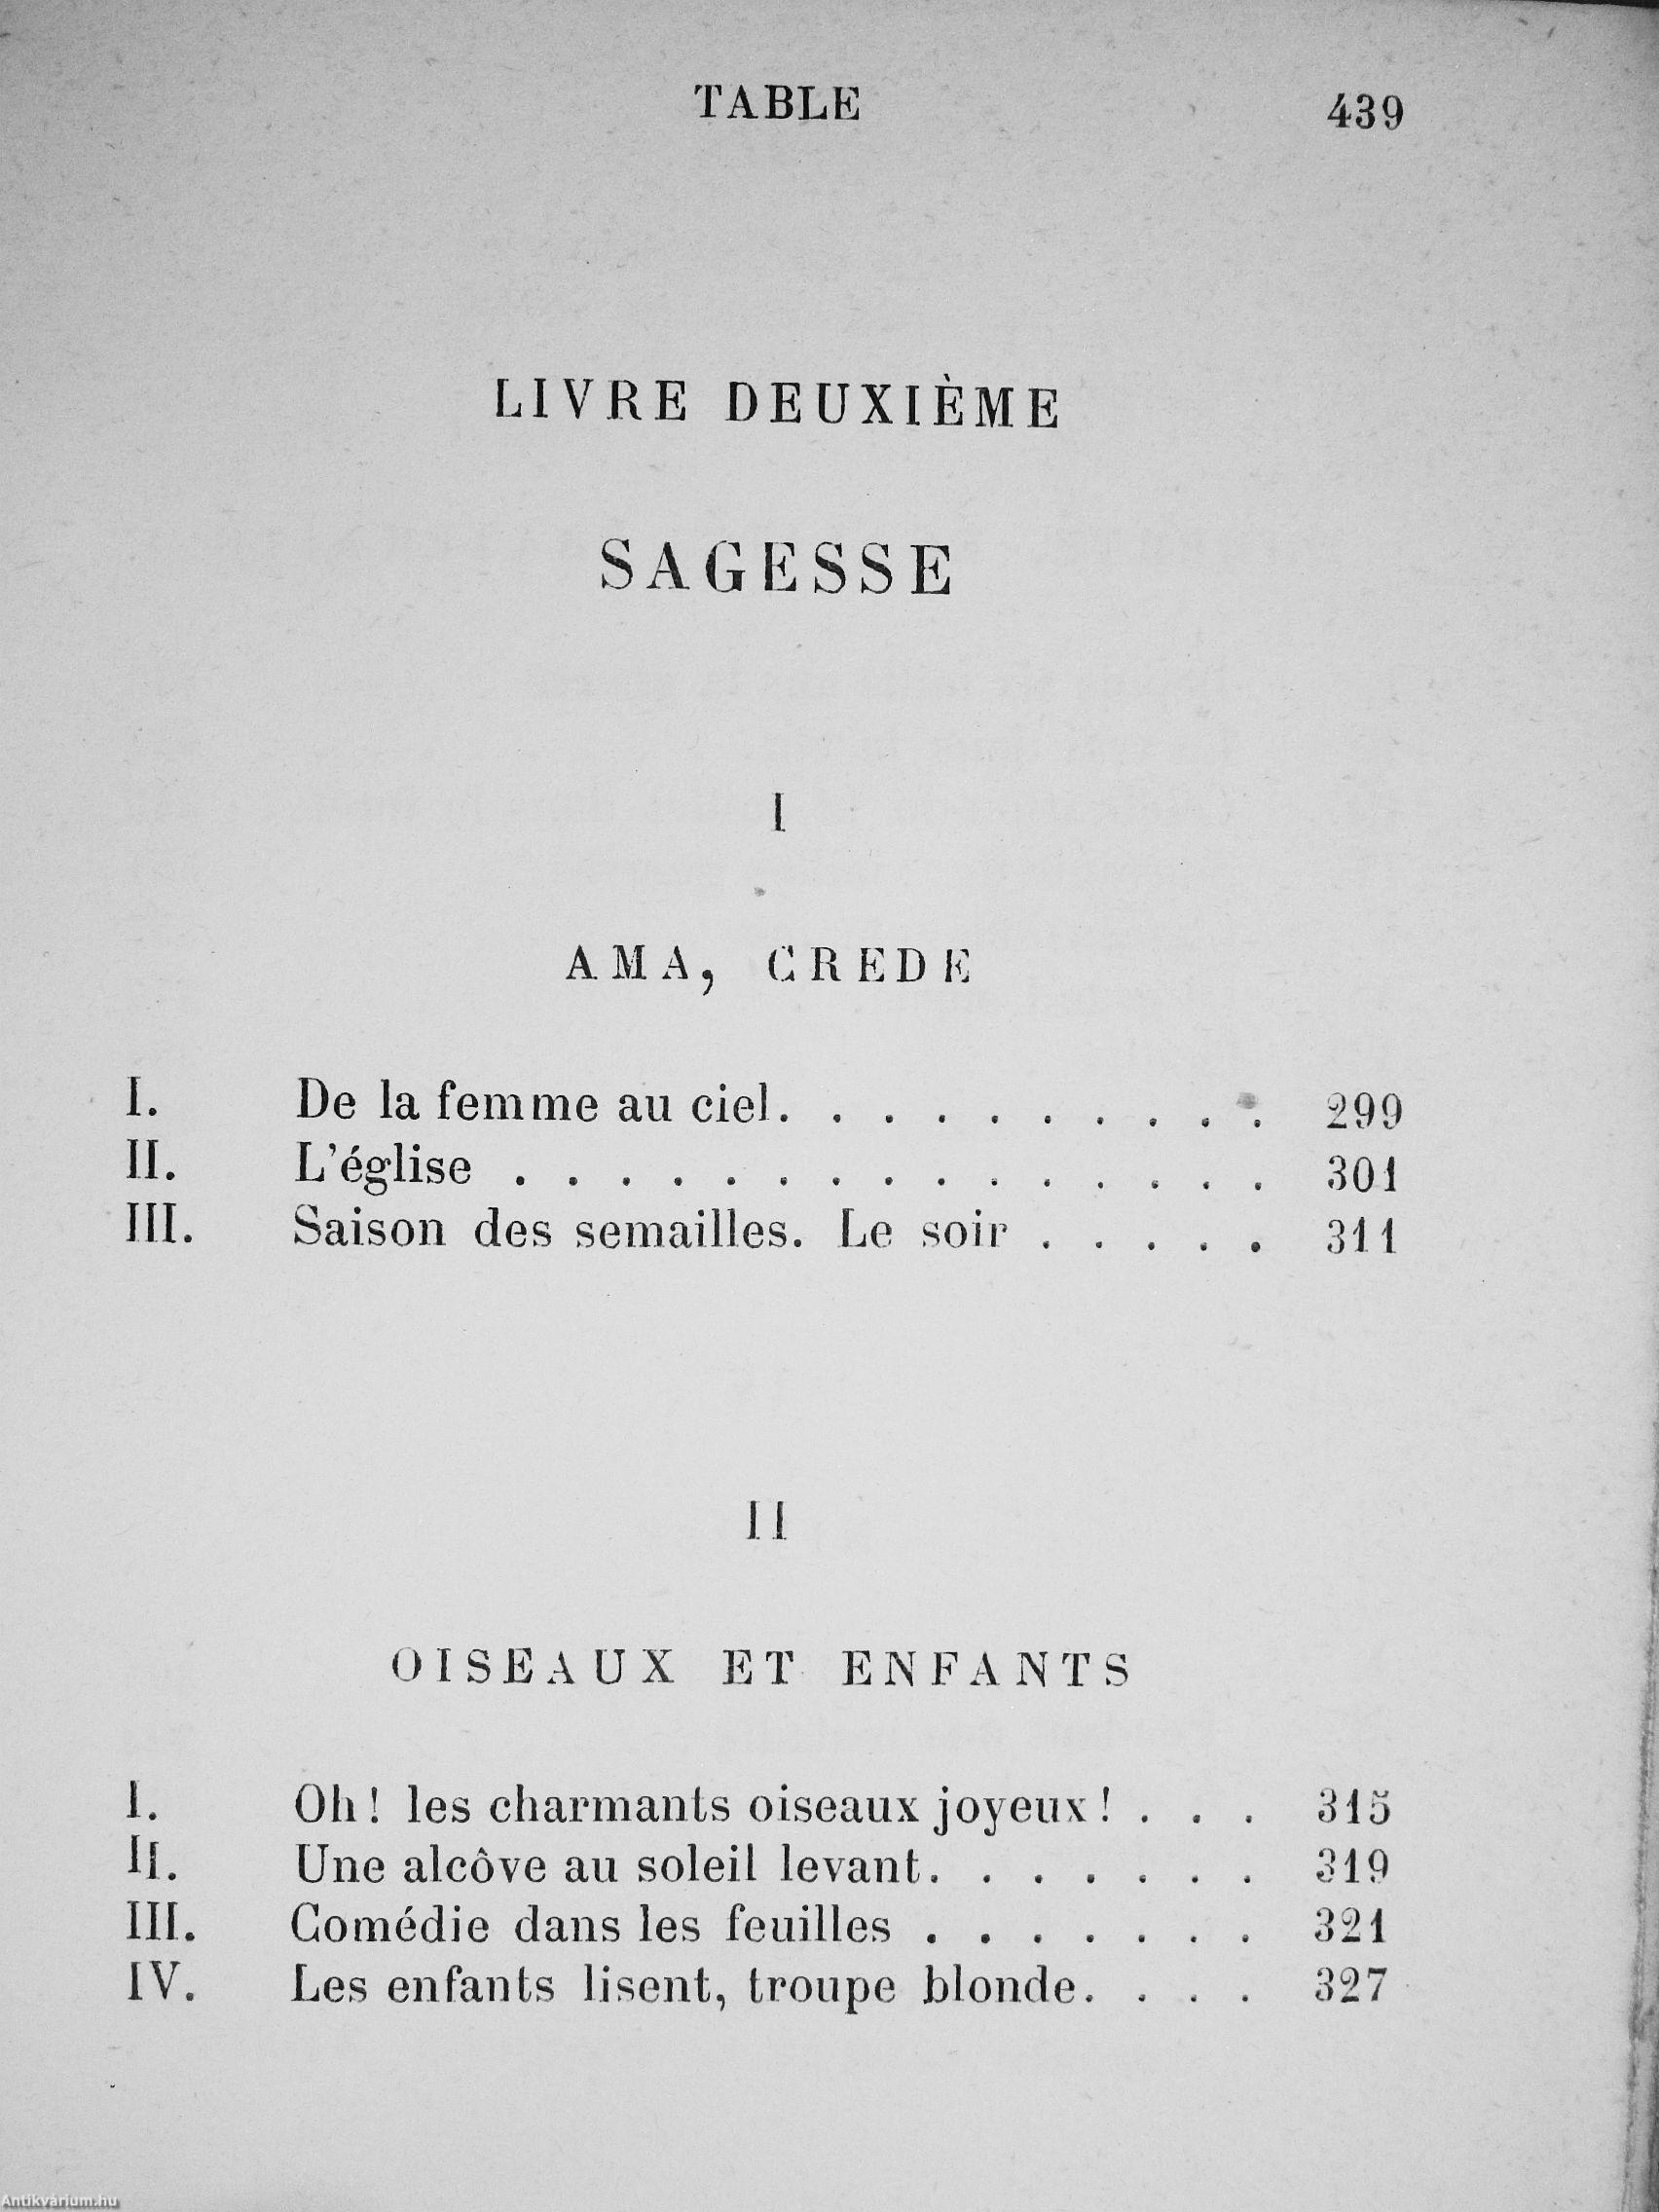 TABLE 439
LIVRE DEUXIÈME
SAGESSE
I
AMA, CREDE
I. De la femme au ciel. . . . . . . . . . 299
II. L'église . . . . . . . . . . . . . . . 301
III. Saison des semailles. Le soir . . . . . 311
II
OISEAUX ET ENFANTS
I. Oh! les charmants oiseaux joyeux! . . . 315
II. Une alcôve au soleil levant. . . . . . . 319
III. Comédie dans les feuilles . . . . . . . 321
IV. Les enfants lisent, troupe blonde. . . . 327
Antikvárium.hu